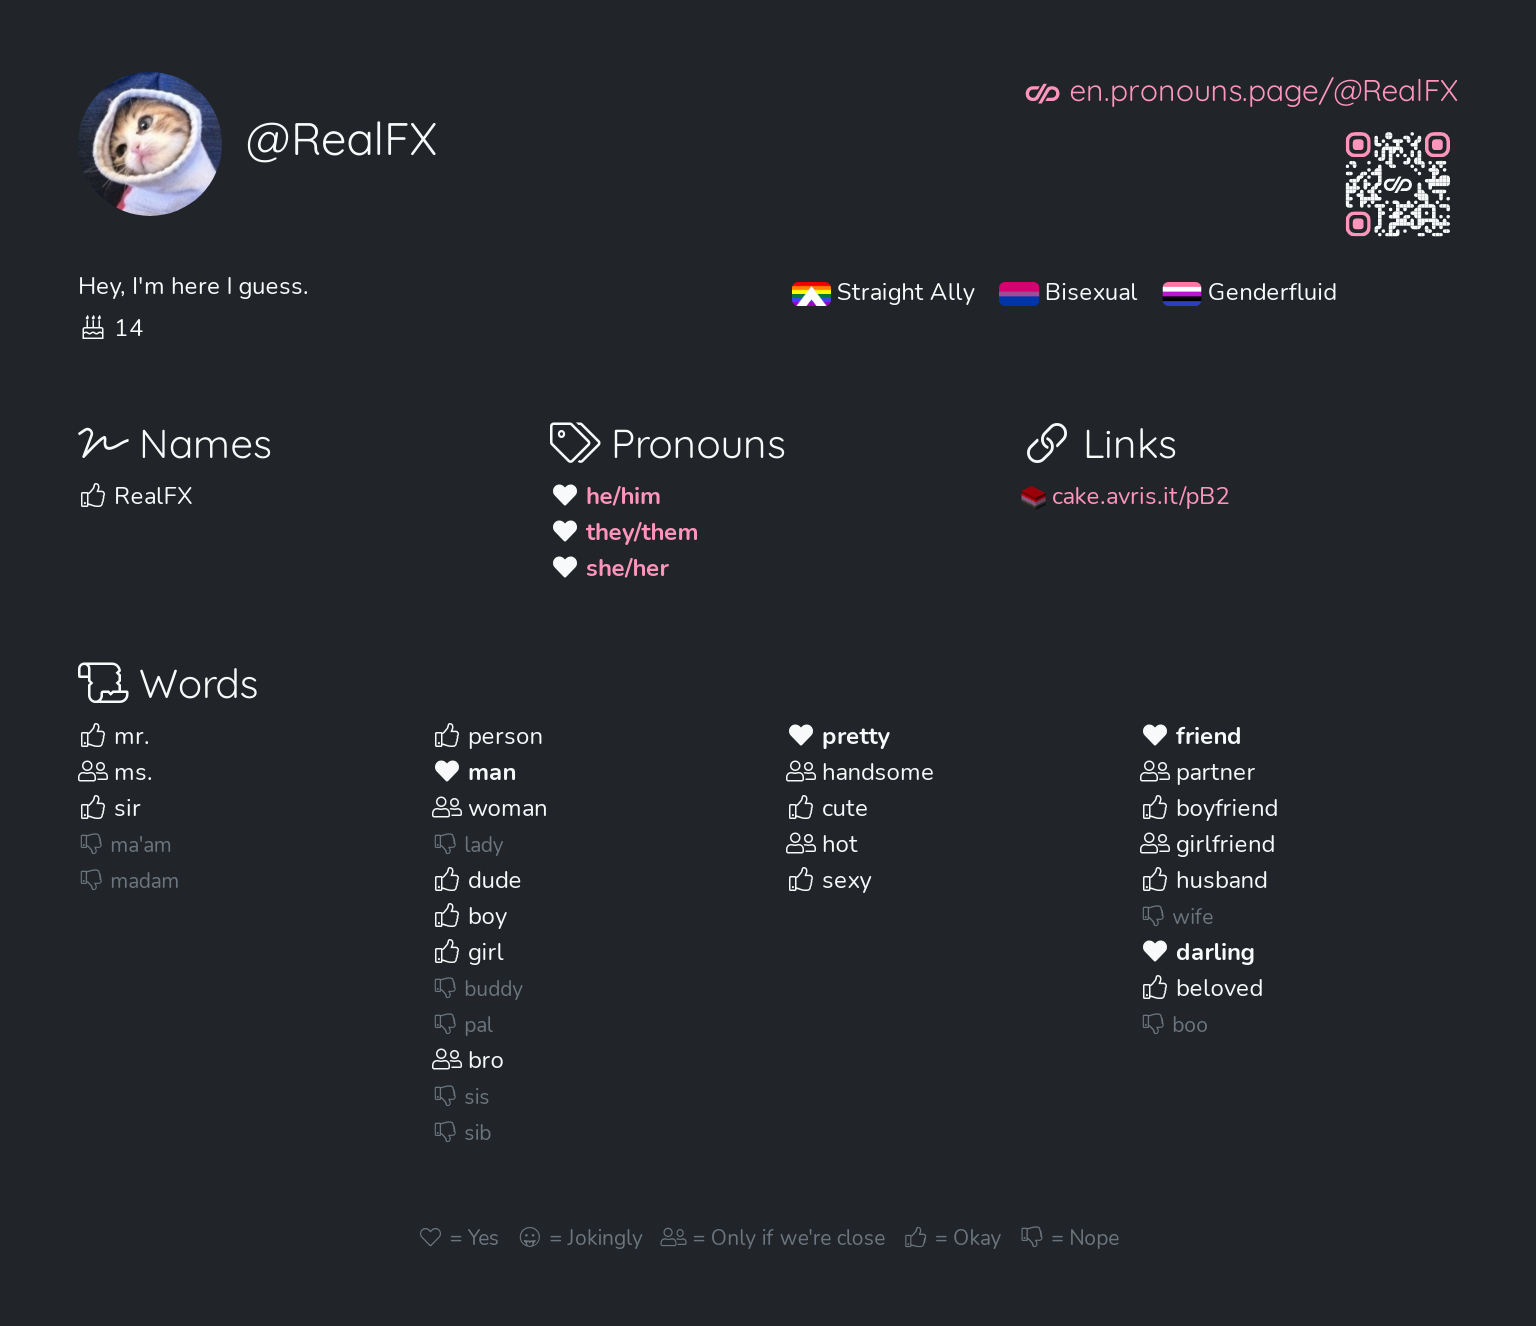 @RealFX
en.pronouns.page/@RealFX
Hey, I'm here I guess.
14
Straight Ally Bisexual Genderfluid
Names
RealFX
Pronouns
he/him
they/them
she/her
Links
cake.avris.it/pB2
Words
mr.
ms.
sir
ma'am
madam
person
man
woman
lady
dude
boy
girl
buddy
pal
bro
sis
sib
pretty
handsome
cute
hot
sexy
friend
partner
boyfriend
girlfriend
husband
wife
darling
beloved
boo
= Yes = Jokingly = Only if we're close = Okay = Nope